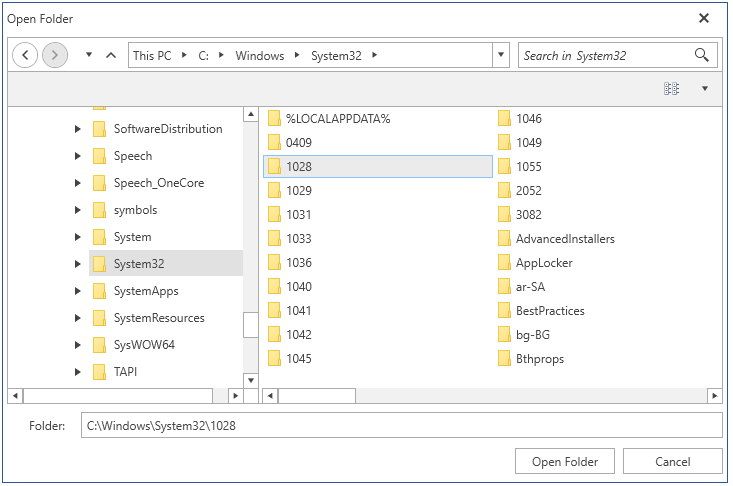 Open Folder
This PC C: Windows System32
Search in System32
SoftwareDistribution
Speech
Speech_OneCore
symbols
System
System32
SystemApps
SystemResources
SysWOW64
TAPI
%LOCALAPPDATA%
0409
1028
1029
1031
1033
1036
1040
1041
1042
1045
1046
1049
1055
2052
3082
AdvancedInstallers
AppLocker
ar-SA
BestPractices
bg-BG
Bthprops
Folder: C:\Windows\System32\1028
Open Folder Cancel